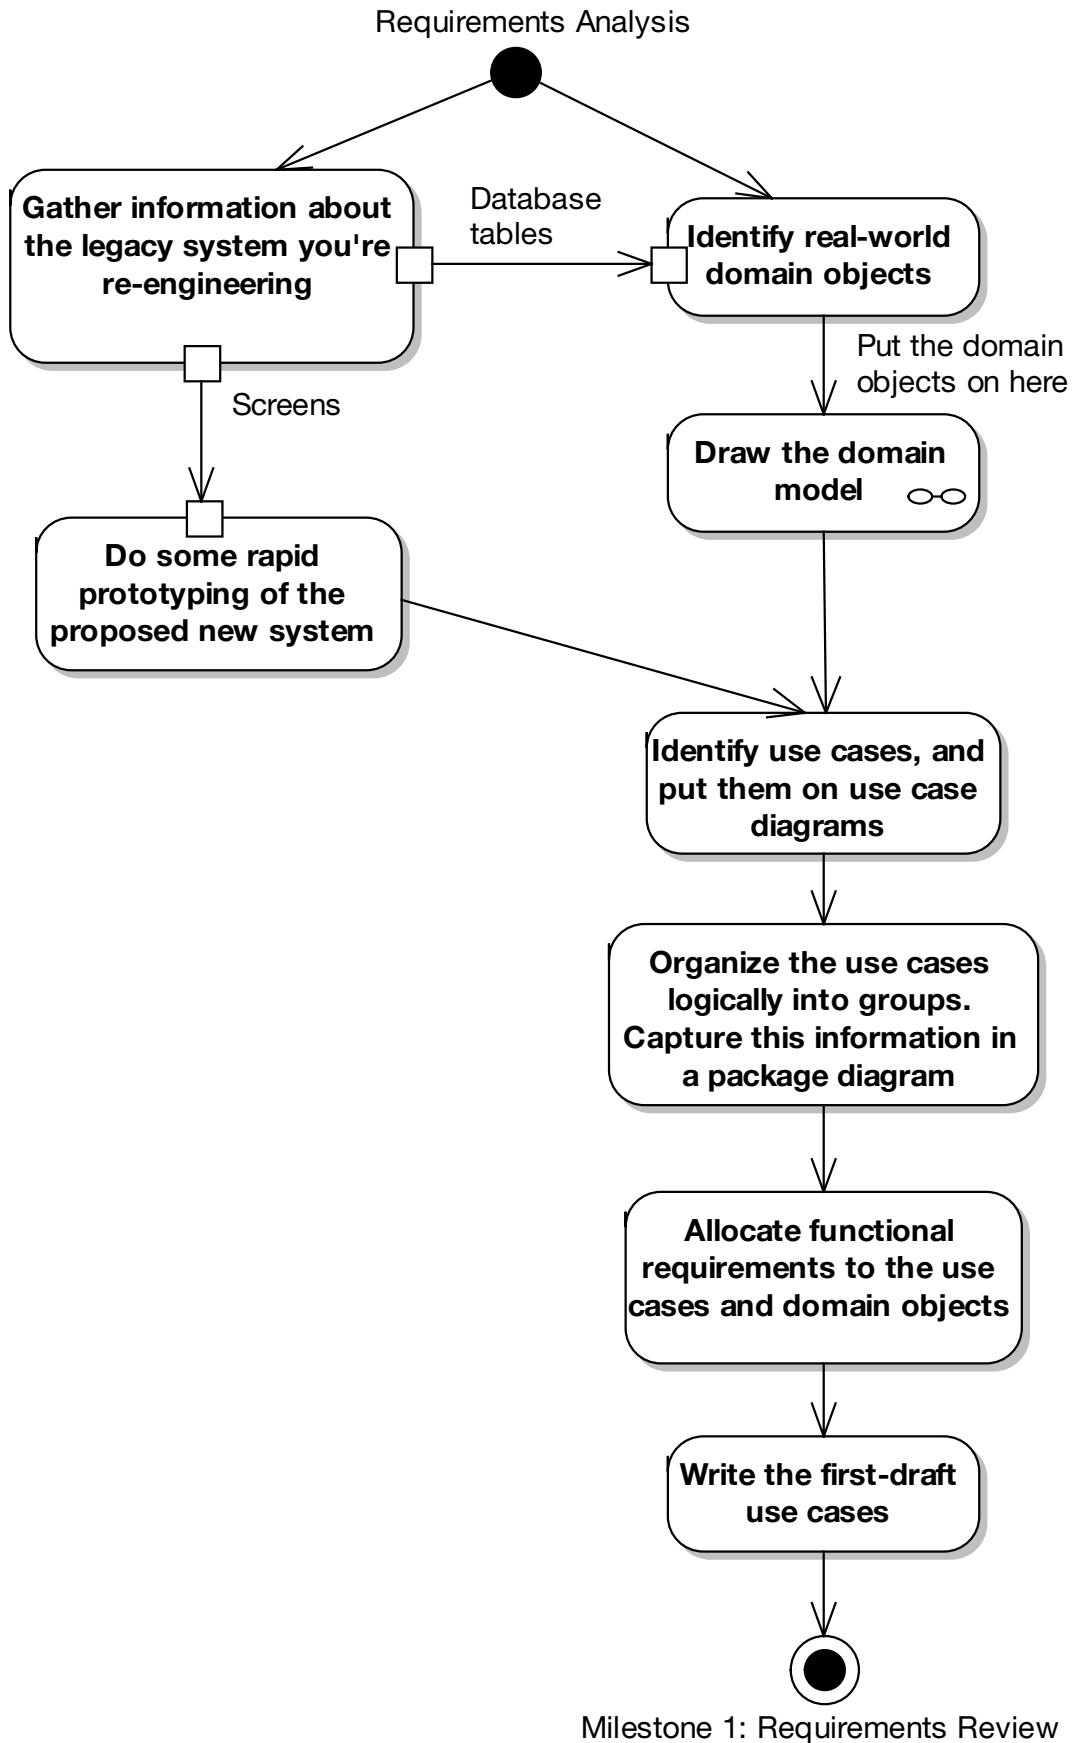 Requirements Analysis
Gather information about
the legacy system you're
re-engineering
Database
tables
Identify real-world
domain objects
Put the domain
objects on here
Screens
Draw the domain
model
Do some rapid
prototyping of the
proposed new system
Identify use cases, and
put them on use case
diagrams
Organize the use cases
logically into groups.
Capture this information in
a package diagram
Allocate functional
requirements to the use
cases and domain objects
Write the first-draft
use cases
Milestone 1: Requirements Review